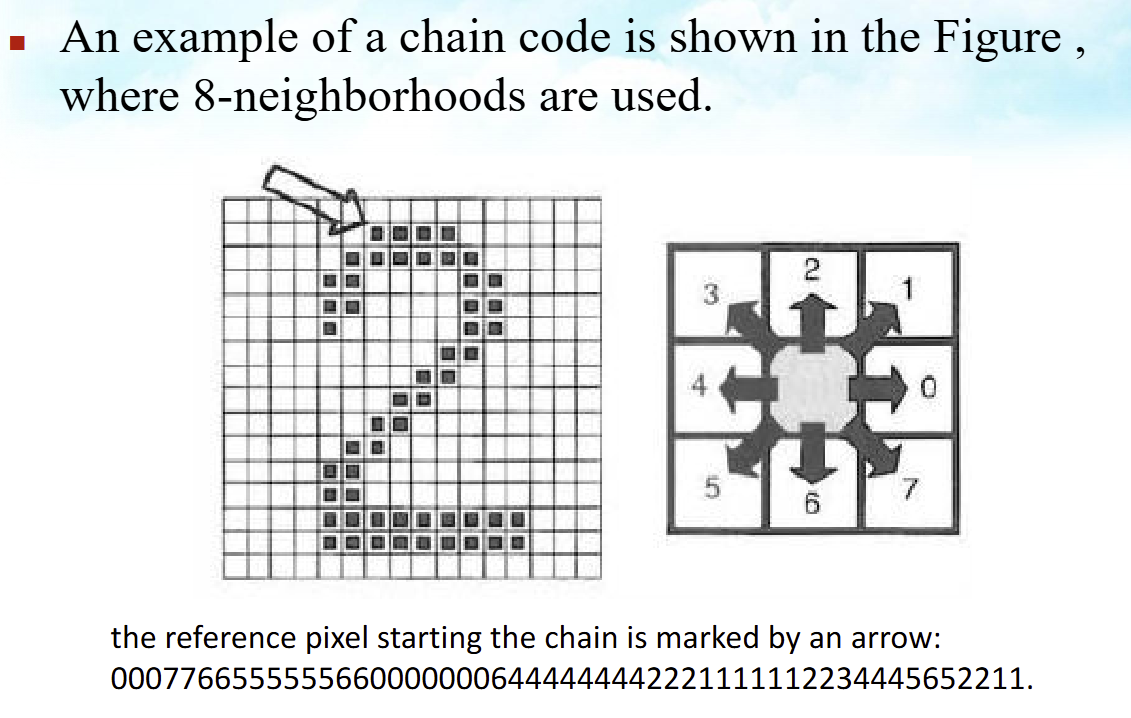 An example of a chain code is shown in the Figure ,
where 8-neighborhoods are used.
3 2 1
4 0
5 6 7
the reference pixel starting the chain is marked by an arrow:
00077665555556600000006444444442221111112234445652211.